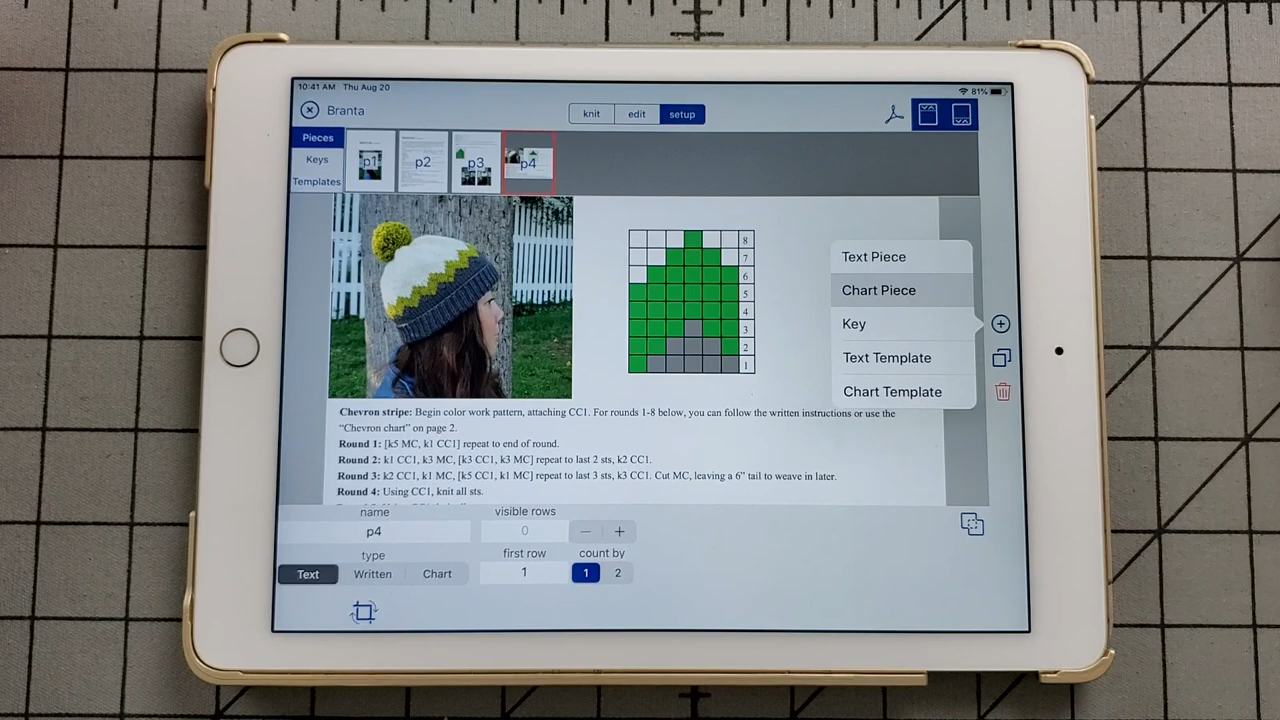 10:41 AM Thu Aug 20
81%
Branta
knit
edit
setup
Pieces
Keys
Templates
p1
p2
p3
p4
8
7
6
5
4
3
2
1
Text Piece
Chart Piece
Key
Text Template
Chart Template
Chevron stripe: Begin color work pattern, attaching CC1. For rounds 1-8 below, you can follow the written instructions or use the
“Chevron chart” on page 2.
Round 1: [k5 MC, k1 CC1] repeat to end of round.
Round 2: k1 CC1, k3 MC, [k3 CC1, k3 MC] repeat to last 2 sts, k2 CC1.
Round 3: k2 CC1, k1 MC, [k5 CC1, k1 MC] repeat to last 3 sts, k3 CC1. Cut MC, leaving a 6” tail to weave in later.
Round 4: Using CC1, knit all sts.
name
visible rows
p4
0
− +
type
first row
count by
Text
Written
Chart
1
1
2